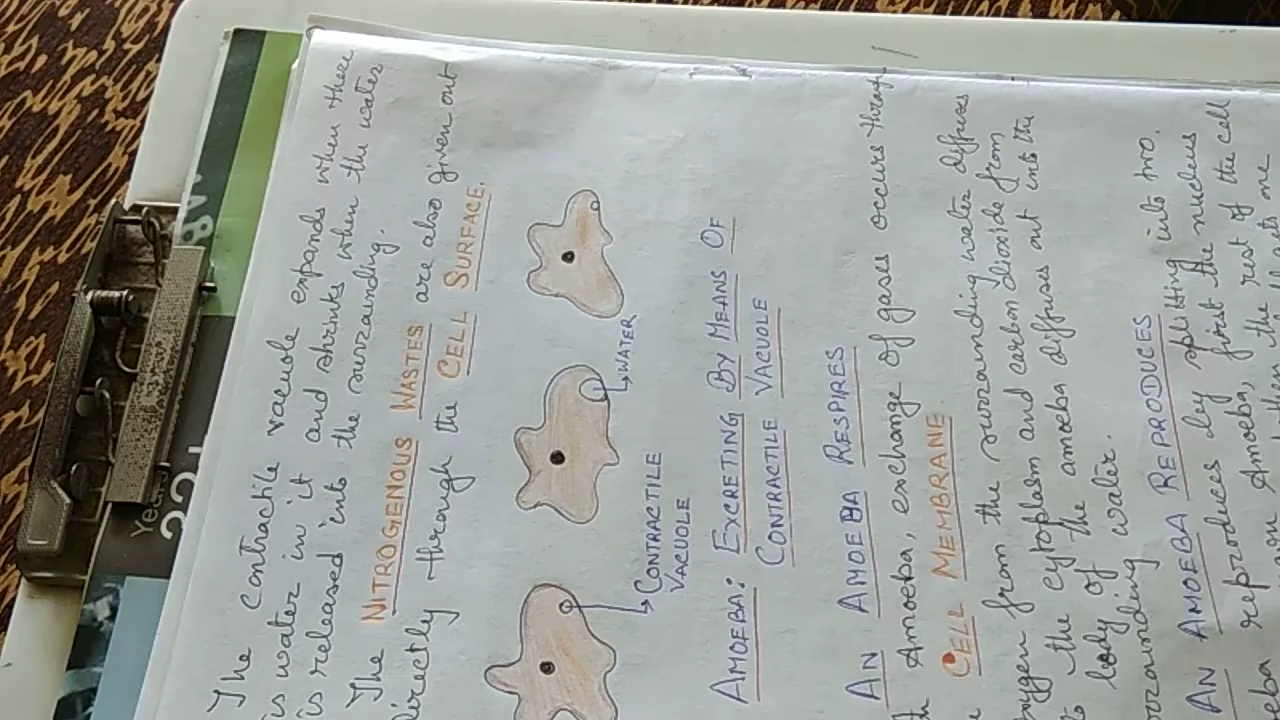 The contractile vacuole expands when there
is water in it and shrinks when the water
is released into the surrounding.
The NITROGENOUS WASTES are also given out
directly through the CELL SURFACE.
WATER
CONTRACTILE
VACUOLE
AMOEBA: EXCRETING BY MEANS OF
CONTRACTILE VACUOLE
AN AMOEBA RESPIRES
Amoeba, exchange of gases occurs through
CELL MEMBRANE
oxygen from the surrounding water diffuses
to the cytoplasm and carbon dioxide from
body of the amoeba diffuses out into the
surrounding water.
AN AMOEBA REPRODUCES
reproduces by splitting into two.
reproduces Amoeba, first the nucleus
rest of the cell